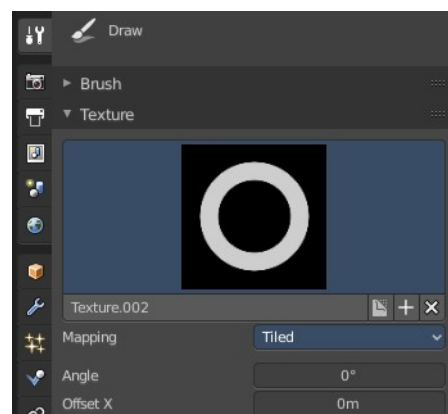 Draw
Brush
Texture
Texture.002
Mapping Tiled
Angle 0°
Offset X 0m